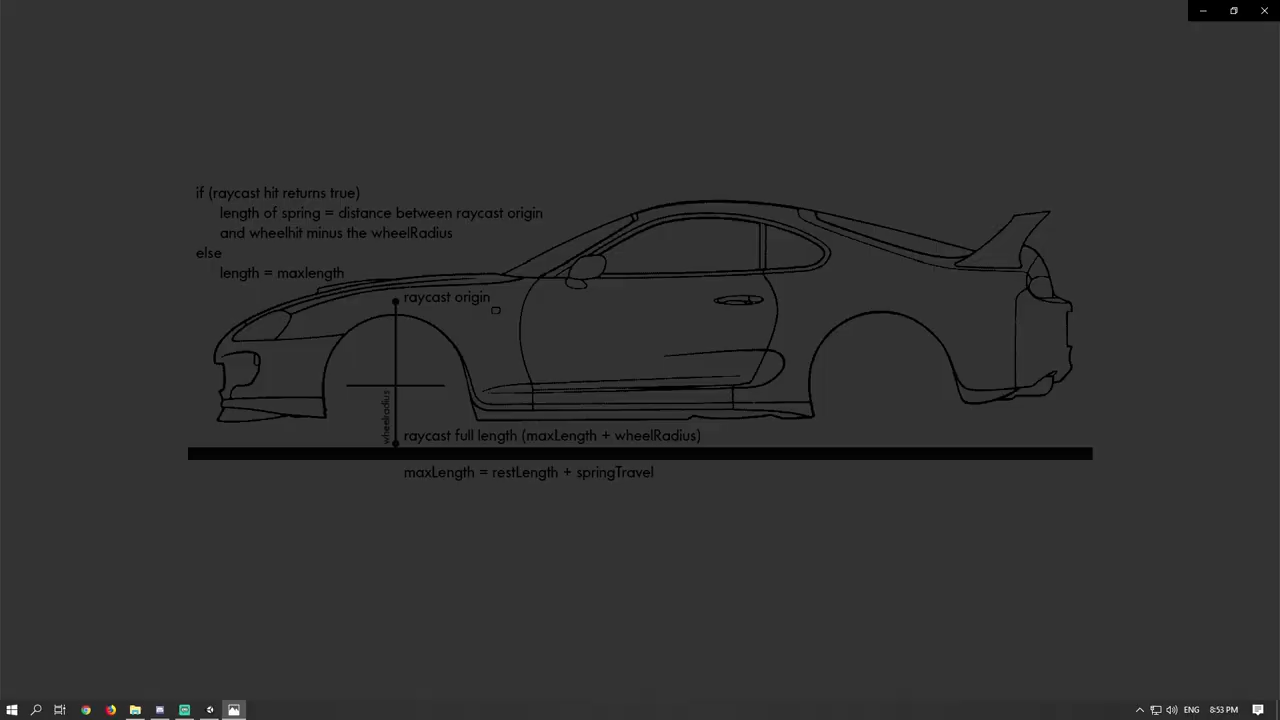 if (raycast hit returns true)
length of spring = distance between raycast origin
and wheelhit minus the wheelRadius
else
length = maxlength
raycast origin
wheelradius
raycast full length (maxLength + wheelRadius)
maxLength = restLength + springTravel
ENG
8:53 PM